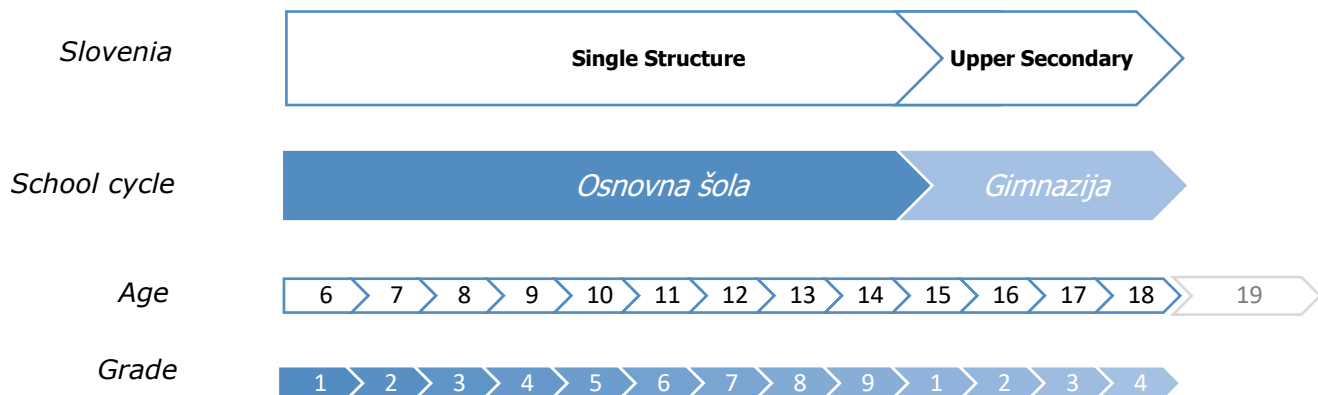 Slovenia Single Structure Upper Secondary
School cycle Osnovna šola Gimnazija
Age 6 7 8 9 10 11 12 13 14 15 16 17 18 19
Grade 1 2 3 4 5 6 7 8 9 1 2 3 4